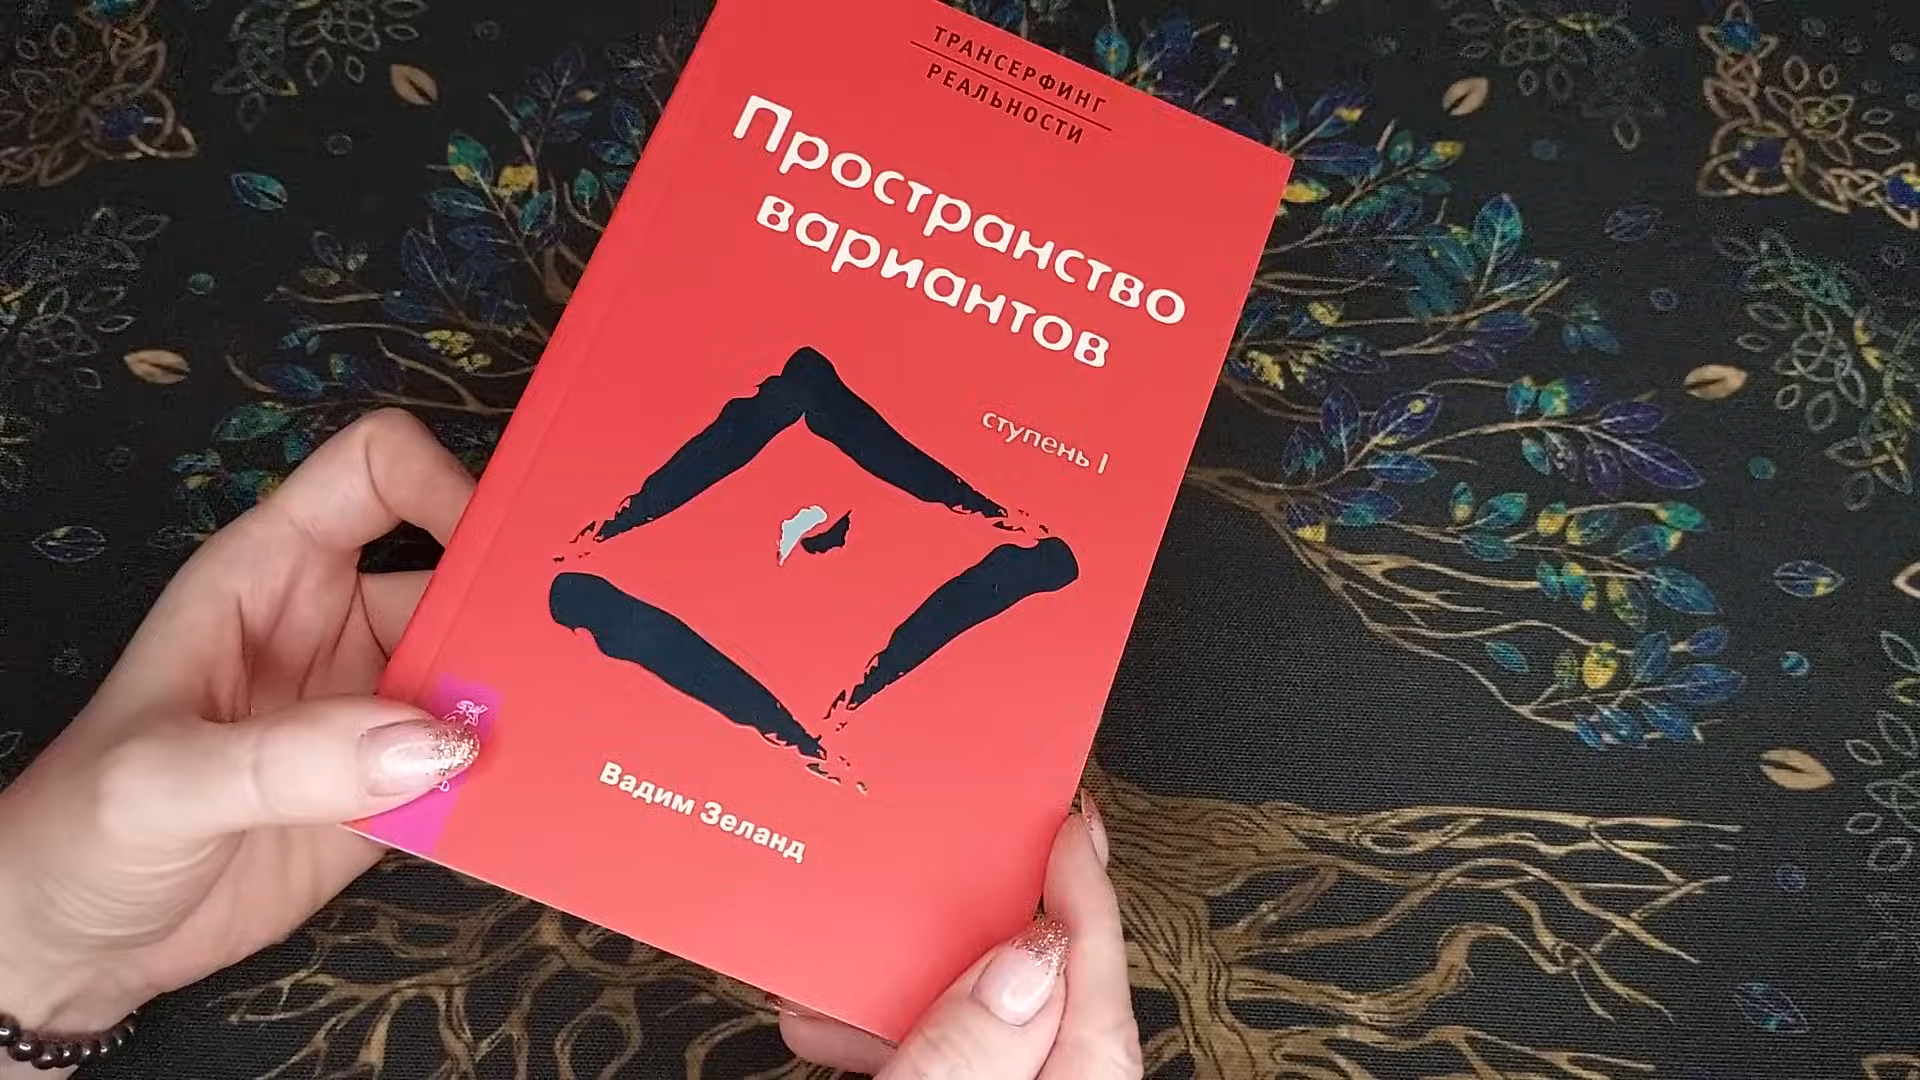 ТРАНСЕРФИНГ
РЕАЛЬНОСТИ
Пространство
вариантов
ступень I
Вадим Зеланд